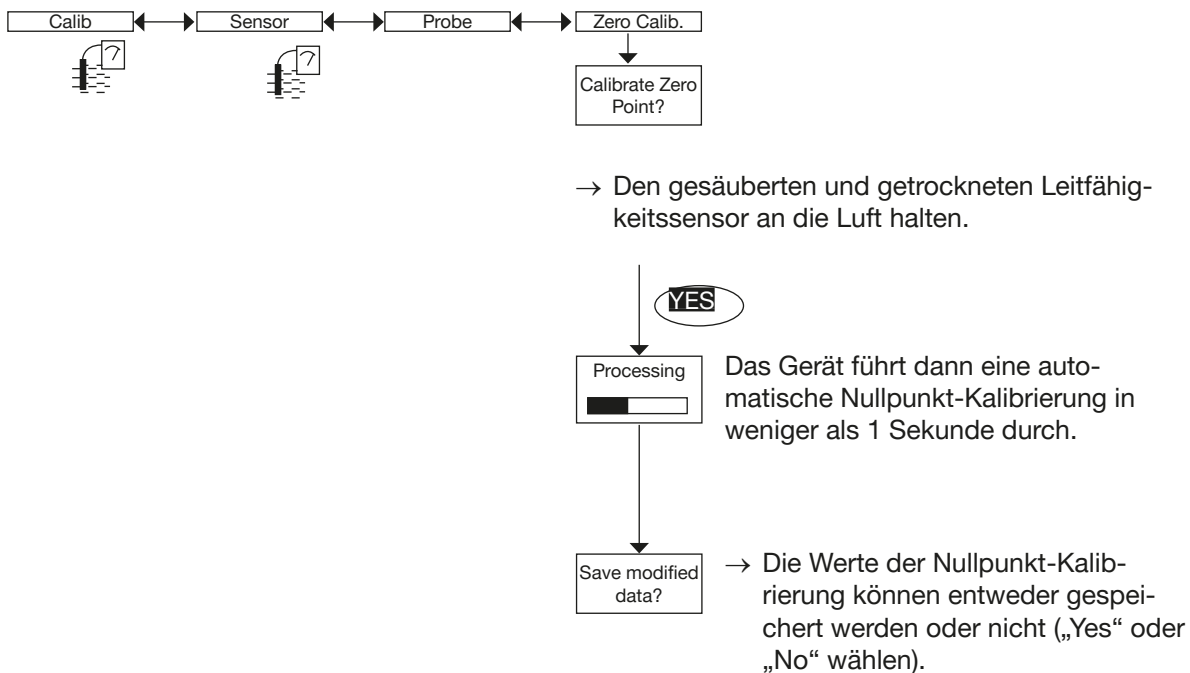 Calib Sensor Probe Zero Calib.
Calibrate Zero
Point?
→ Den gesäuberten und getrockneten Leitfähig-
keitssensor an die Luft halten.
YES
Processing
Das Gerät führt dann eine auto-
matische Nullpunkt-Kalibrierung in
weniger als 1 Sekunde durch.
Save modified
data?
→ Die Werte der Nullpunkt-Kalib-
rierung können entweder gespei-
chert werden oder nicht („Yes“ oder
„No“ wählen).